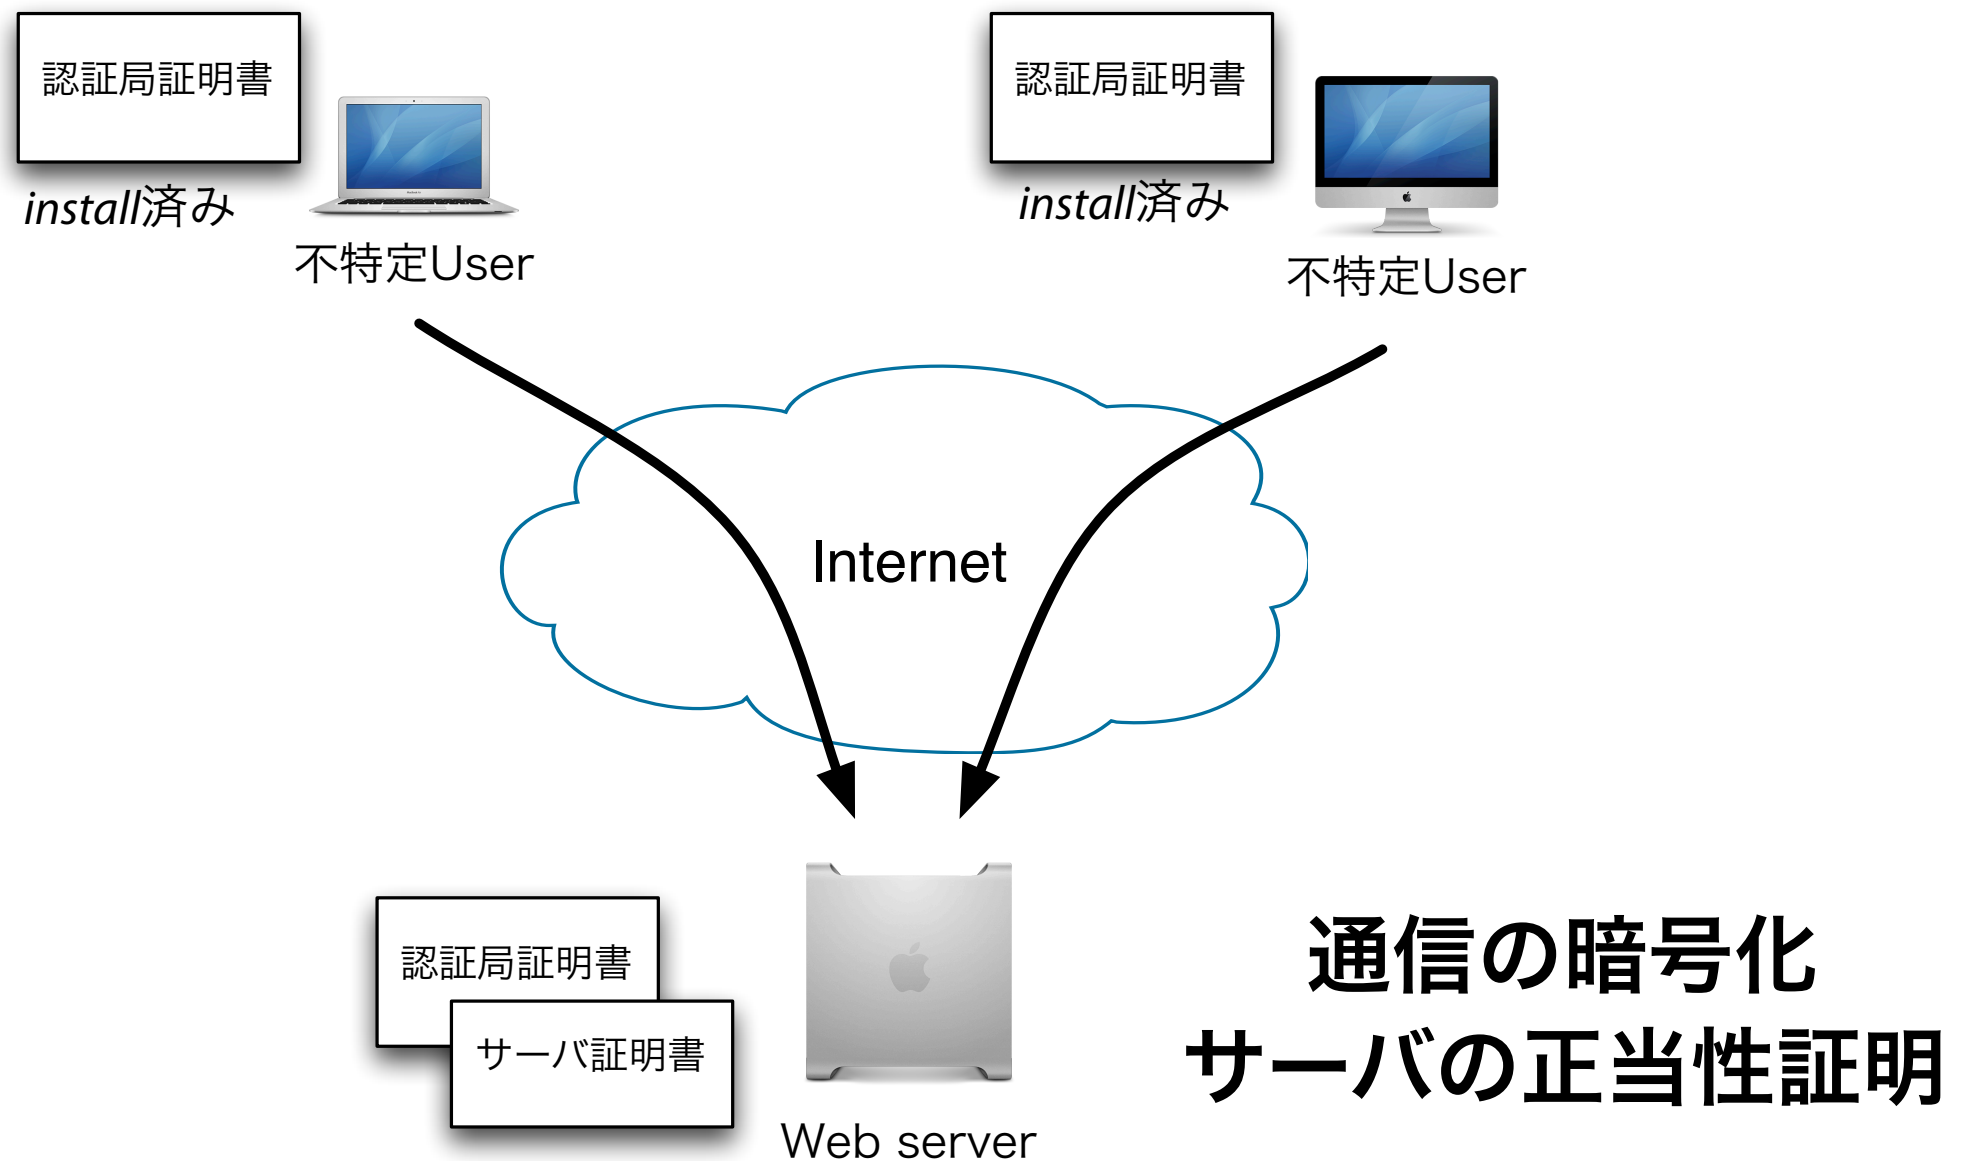 認証局証明書
install済み
不特定User
認証局証明書
install済み
不特定User
Internet
認証局証明書
サーバ証明書
Web server
通信の暗号化
サーバの正当性証明